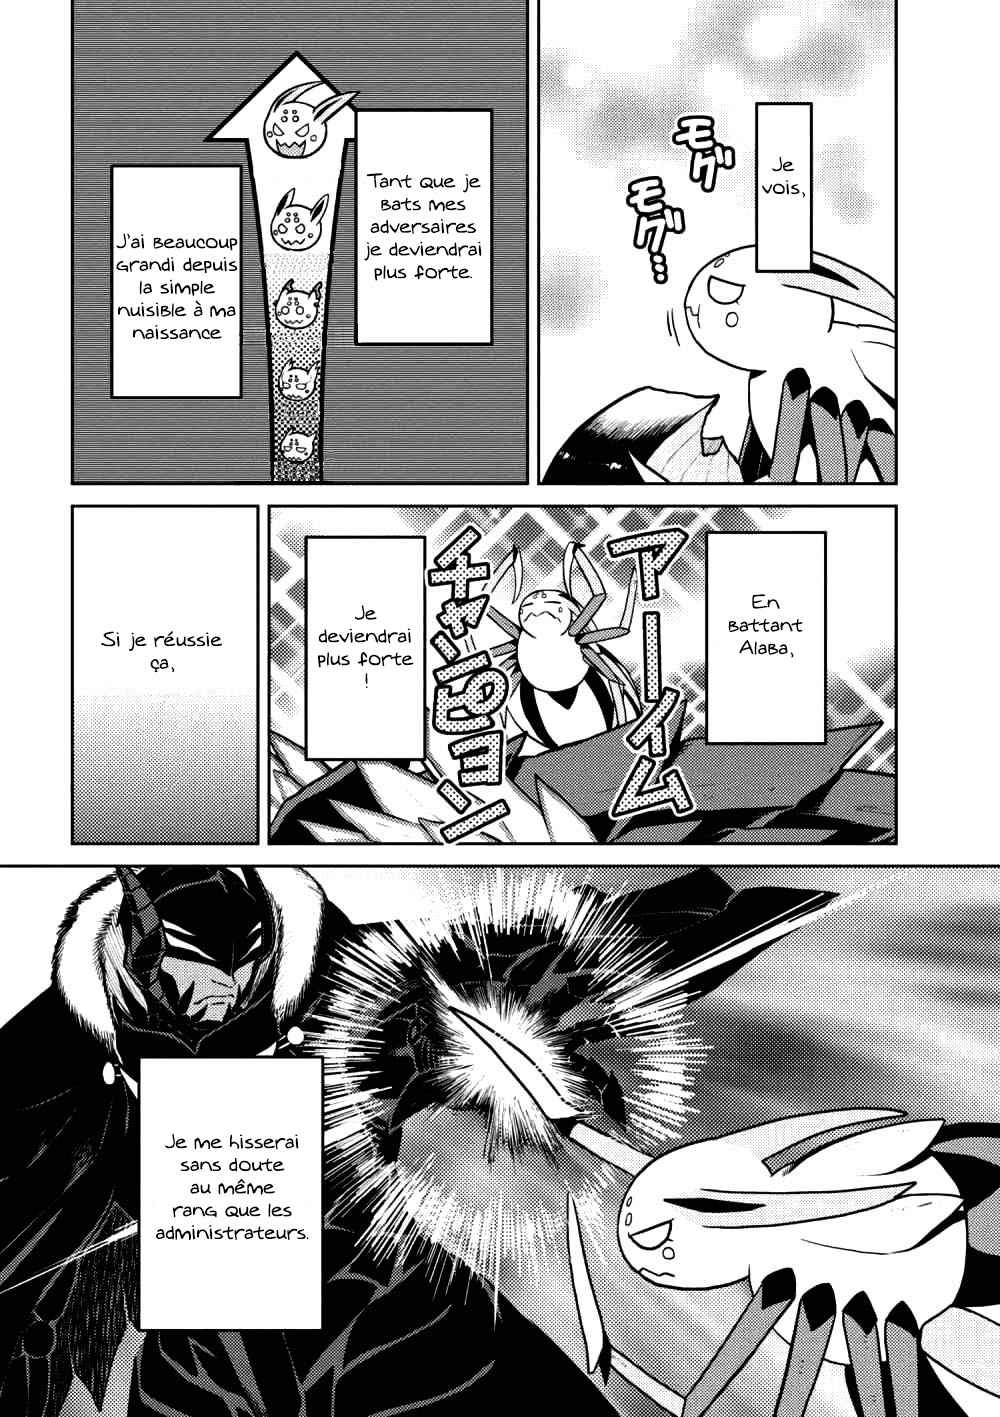 Je
vois,
モグ
モグ…
Tant que je
bats mes
adversaires
je deviendrai
plus forte.
J'ai beaucoup
grandi depuis
la simple
nuisible à ma
naissance
En
battant
Alaba,
アーイム
チャンピョン
Je
deviendrai
plus forte
!
Si je réussie
ça,
Je me hisserai
sans doute
au même
rang que les
administrateurs.